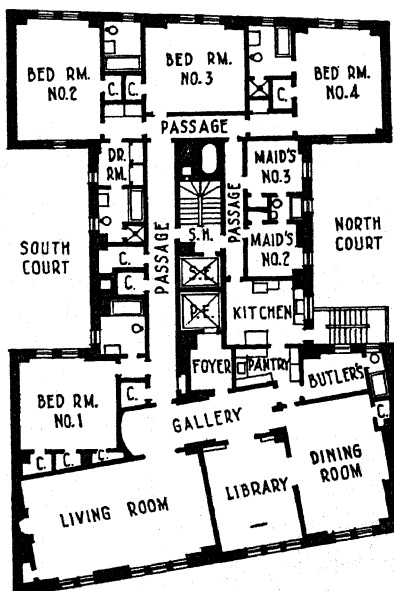 BED RM.
NO.2
C.
C.
BED RM.
NO.3
C.
BED RM.
NO.4
PASSAGE
DR.
RM.
MAID'S
NO.3
PASSAGE
PASSAGE
S.H.
MAID'S
NO.2
SOUTH
COURT
NORTH
COURT
C.
C.
S.E.
P.E.
KITCHEN
FOYER
PANTRY
BUTLER'S
BED RM.
NO.1
C.
C.
GALLERY
C.
C.
C.
LIVING ROOM
LIBRARY
DINING
ROOM